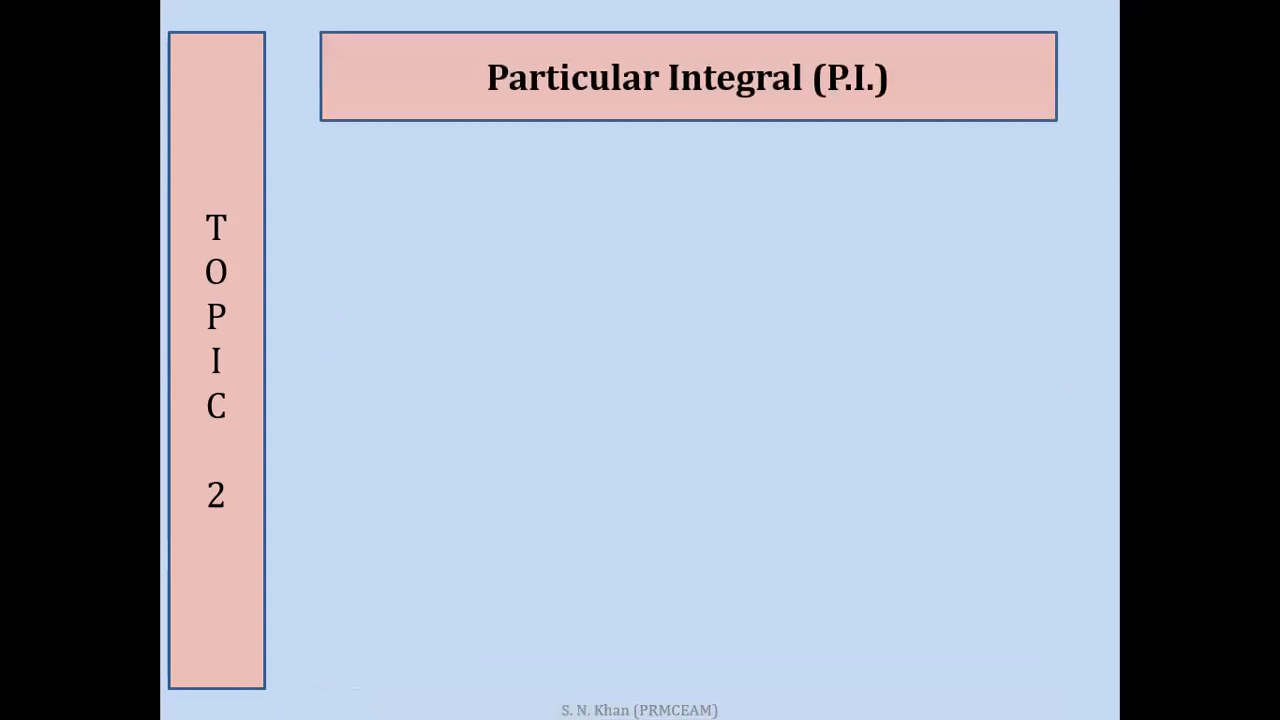 Particular Integral (P.I.)
T
O
P
I
C
2
S. N. Khan (PRMCEAM)